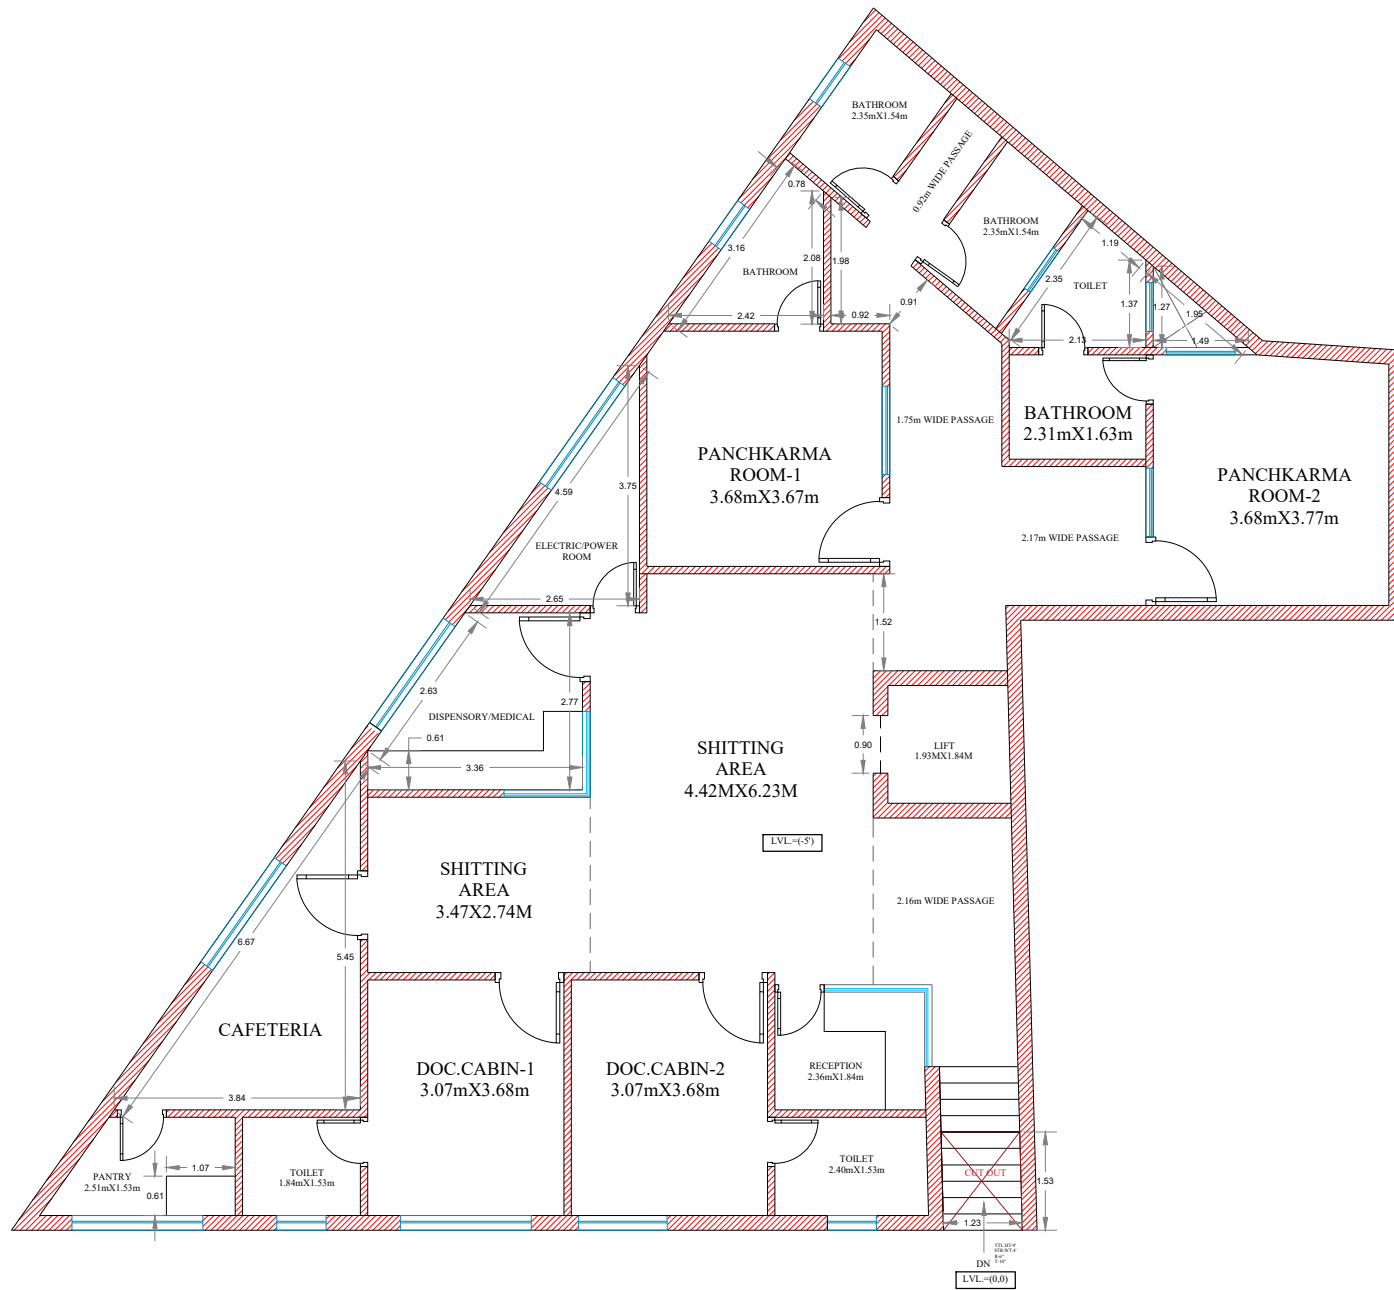 BATHROOM
2.35mX1.54m
0.92m WIDE PASSAGE
0.78
BATHROOM
2.35mX1.54m
1.19
3.16
2.08
1.98
BATHROOM
2.35
TOILET
0.91
1.37
1.27
1.95
2.42
0.92
2.13
1.49
1.75m WIDE PASSAGE
BATHROOM
2.31mX1.63m
PANCHKARMA
ROOM-1
3.68mX3.67m
PANCHKARMA
ROOM-2
3.68mX3.77m
4.59
3.75
ELECTRIC/POWER
ROOM
2.17m WIDE PASSAGE
2.65
1.52
2.63
2.77
DISPENSORY/MEDICAL
0.61
3.36
SHITTING
AREA
4.42MX6.23M
0.90
LIFT
1.93MX1.84M
LVL.=(-5')
SHITTING
AREA
3.47X2.74M
2.16m WIDE PASSAGE
6.67
5.45
CAFETERIA
DOC.CABIN-1
3.07mX3.68m
DOC.CABIN-2
3.07mX3.68m
RECEPTION
2.36mX1.84m
3.84
PANTRY
2.51mX1.53m
1.07
0.61
TOILET
1.84mX1.53m
TOILET
2.40mX1.53m
CUT OUT
1.53
1.23
DN
LVL.=(0,0)